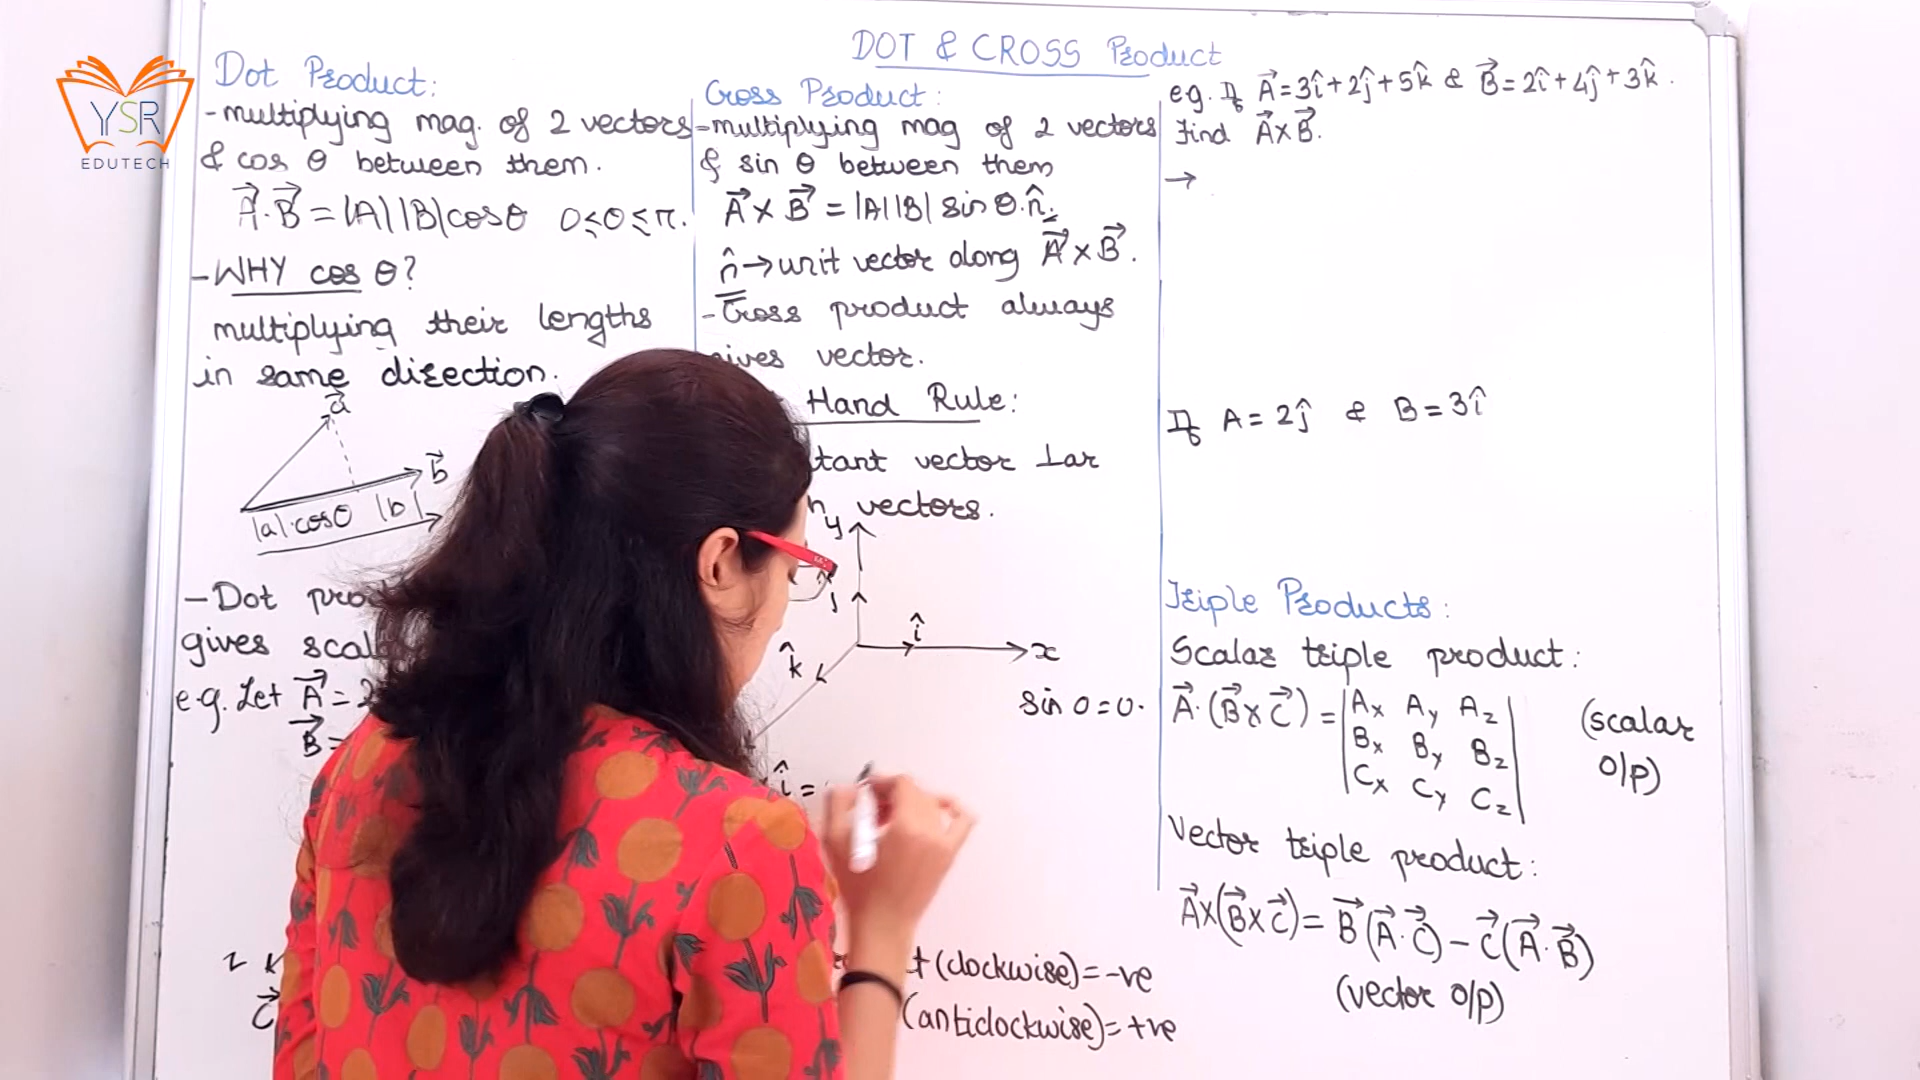 YSR
EDUTECH
DOT & CROSS Product
Dot Product:
-multiplying mag. of 2 vectors
& cos θ between them.
A⃗·B⃗ = |A| |B| cosθ 0≤θ≤π.
- WHY cos θ?
multiplying their lengths
in same direction.
a⃗
b⃗
|a| cosθ |b|
- Dot
gives
e.g. Let A⃗ = 2
B⃗ =
z
C⃗
Cross Product:
-multiplying mag of 2 vectors
& sin θ between them
A⃗ × B⃗ = |A||B| sin θ.n̂.
n̂ → unit vector along A⃗ × B⃗.
- Cross product always
gives vector.
Hand Rule:
vector ⊥ar
vectors.
y
ĵ
î
x
k̂
sin 0 = 0.
î =
(clockwise) = -ve
(anticlockwise) = +ve
eg. If A⃗ = 3î + 2ĵ + 5k̂ & B⃗ = 2î + 4ĵ + 3k̂.
Find A⃗×B⃗.
→
If A = 2ĵ & B = 3î
Triple Products:
Scalar triple product:
A⃗·(B⃗×C⃗) = |Ax Ay Az|
|Bx By Bz|
|Cx Cy Cz|
(scalar
O/p)
Vector triple product:
A⃗×(B⃗×C⃗) = B⃗(A⃗·C⃗) - C⃗(A⃗·B⃗)
(vector O/p)